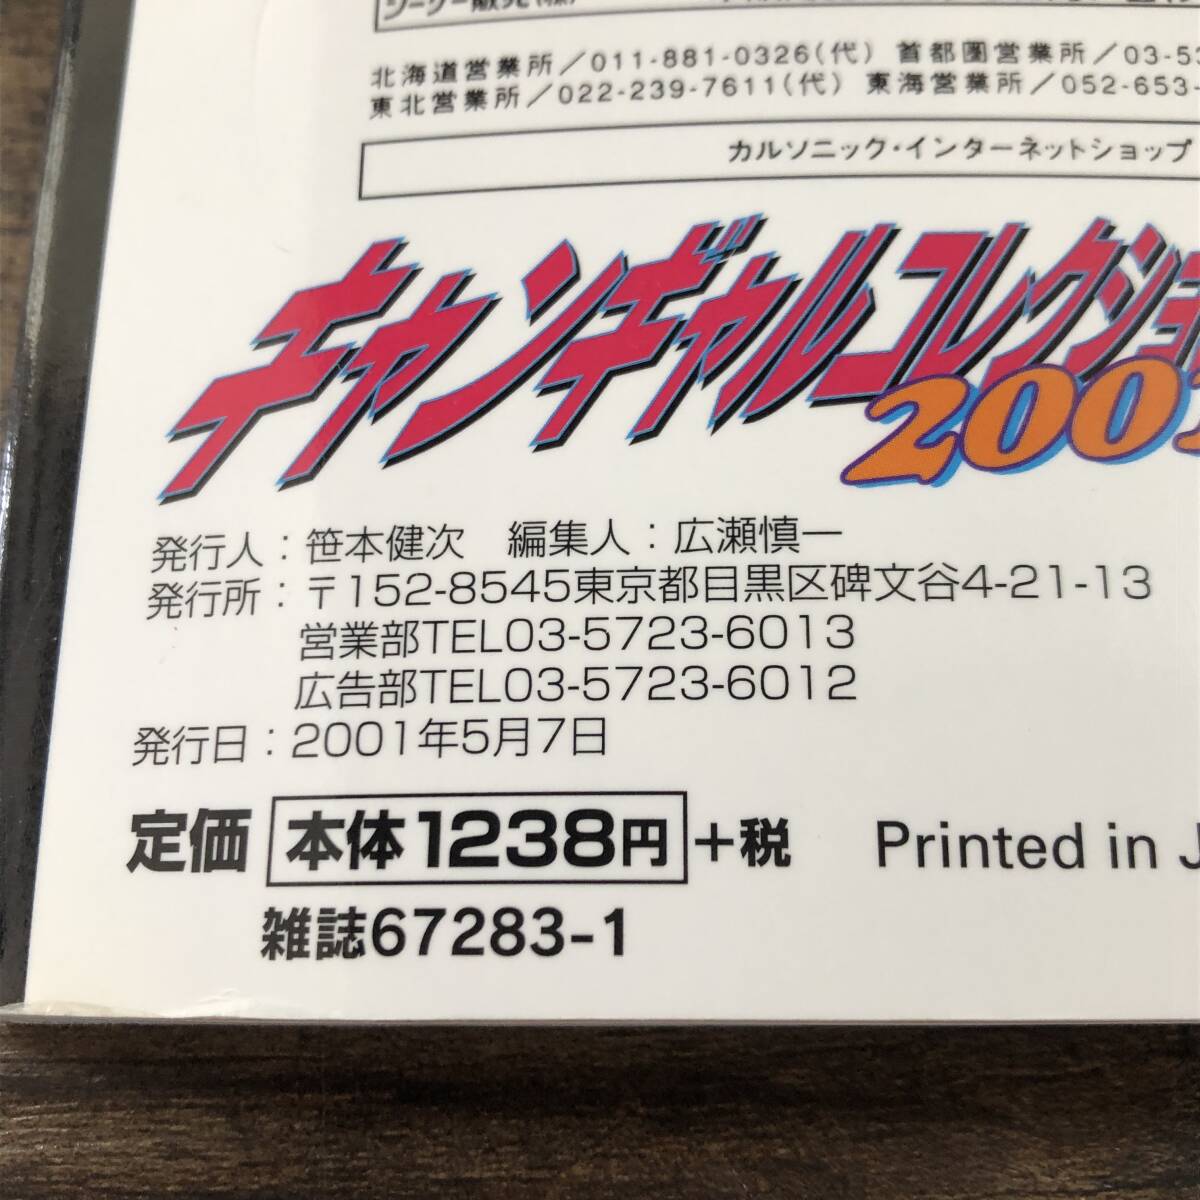 北海道営業所/011-881-0326(代) 首都圏営業所/03-53
東北営業所/022-239-7611(代) 東海営業所/052-653-
カルソニック・インターネットショップ
キャンギャルコレクション
2001
発行人:笹本健次 編集人:広瀬慎一
発行所:〒152-8545東京都目黒区碑文谷4-21-13
営業部TEL03-5723-6013
広告部TEL03-5723-6012
発行日:2001年5月7日
定価 本体1238円+税 Printed in J
雑誌67283-1